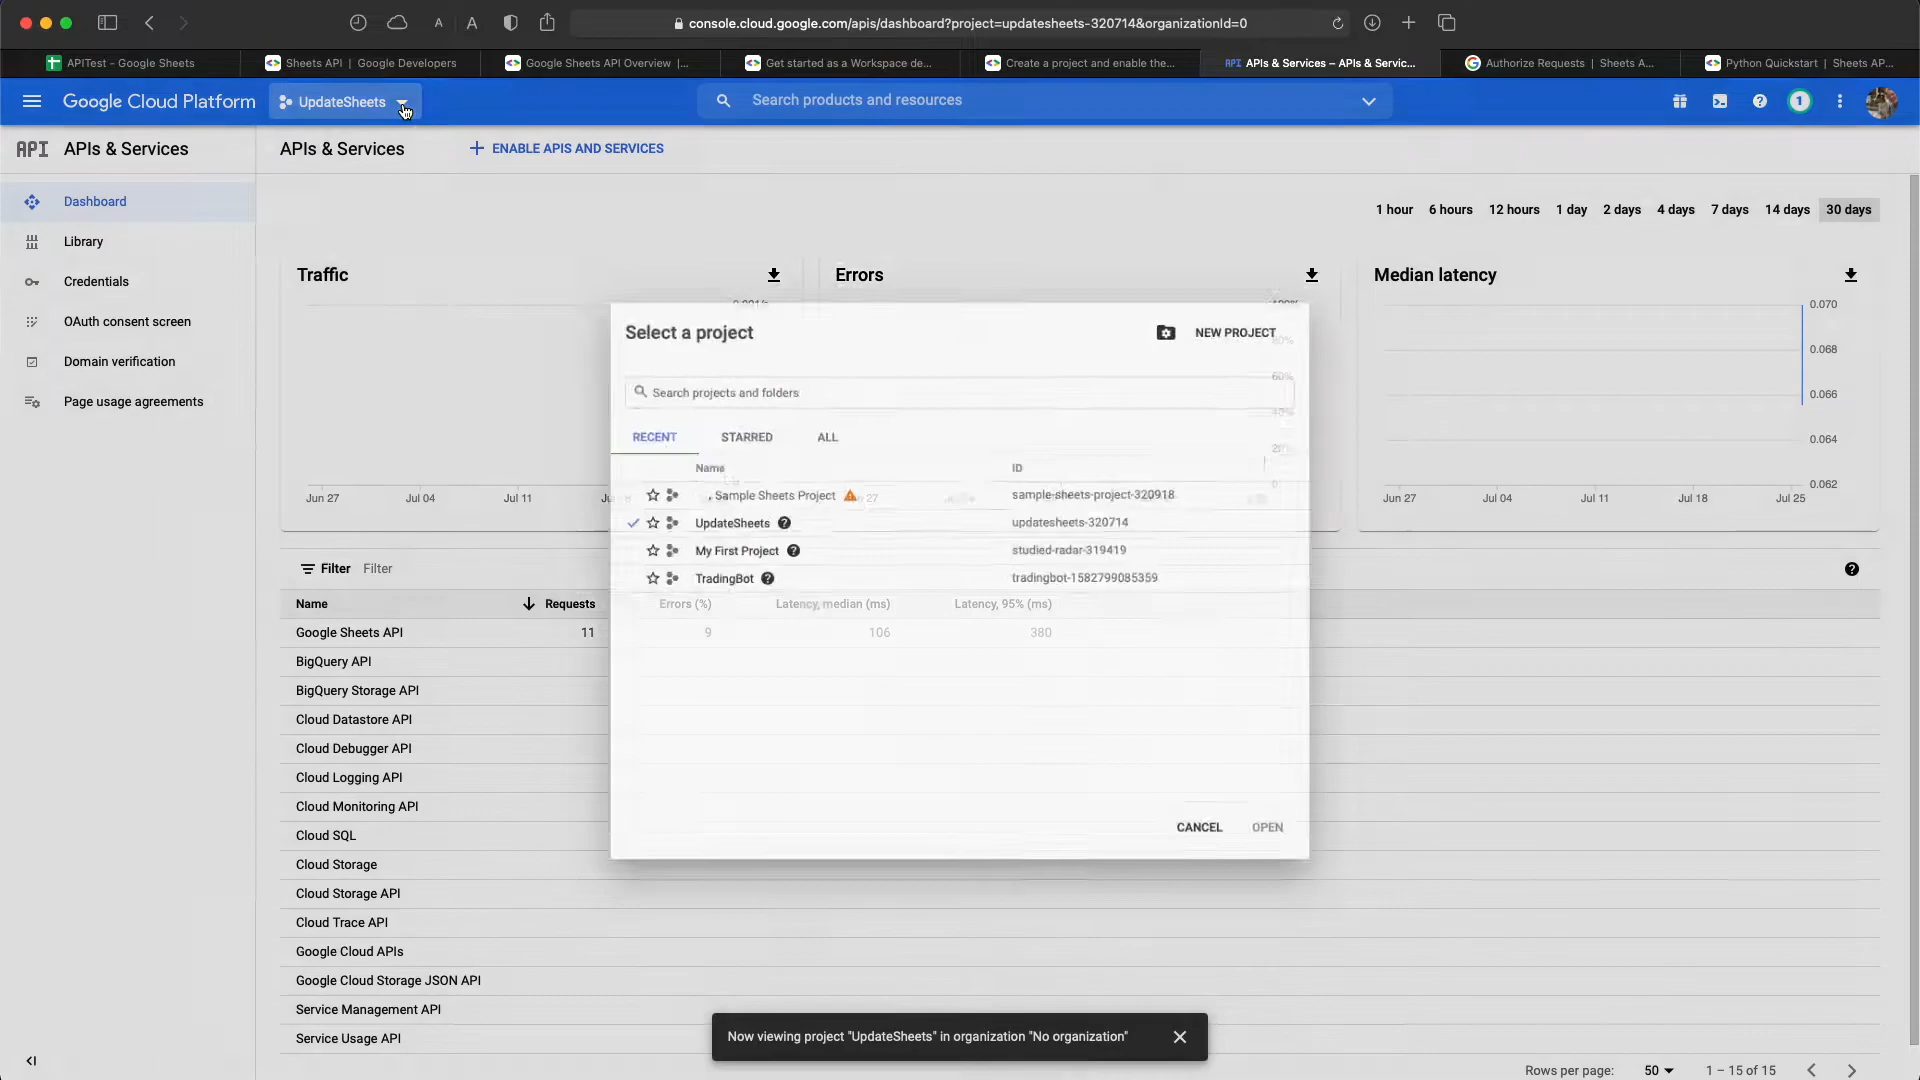 A
A
console.cloud.google.com/apis/dashboard?project=updatesheets-320714&organizationId=0
APITest - Google Sheets
Sheets API | Google Developers
Google Sheets API Overview |...
Get started as a Workspace de...
Create a project and enable the...
API APIs & Services – APIs & Servic...
Authorize Requests | Sheets A...
Python Quickstart | Sheets AP...
Google Cloud Platform
UpdateSheets
Search products and resources
1
API APIs & Services
APIs & Services
ENABLE APIS AND SERVICES
Dashboard
Library
Credentials
OAuth consent screen
Domain verification
Page usage agreements
1 hour 6 hours 12 hours 1 day 2 days 4 days 7 days 14 days 30 days
Traffic
Jun 27 Jul 04 Jul 11
Errors
60%
Median latency
0.070
0.068
0.066
0.064
0.062
Jun 27 Jul 04 Jul 11 Jul 18 Jul 25
Select a project
NEW PROJECT
Search projects and folders
RECENT STARRED ALL
Name ID
Sample Sheets Project sample-sheets-project-320918
UpdateSheets updatesheets-320714
My First Project studied-radar-319419
TradingBot tradingbot-1582799085359
CANCEL OPEN
Filter Filter
Name Requests Errors (%) Latency, median (ms) Latency, 95% (ms)
Google Sheets API 11 9 106 380
BigQuery API
BigQuery Storage API
Cloud Datastore API
Cloud Debugger API
Cloud Logging API
Cloud Monitoring API
Cloud SQL
Cloud Storage
Cloud Storage API
Cloud Trace API
Google Cloud APIs
Google Cloud Storage JSON API
Service Management API
Service Usage API
Now viewing project "UpdateSheets" in organization "No organization"
Rows per page: 50 1 – 15 of 15